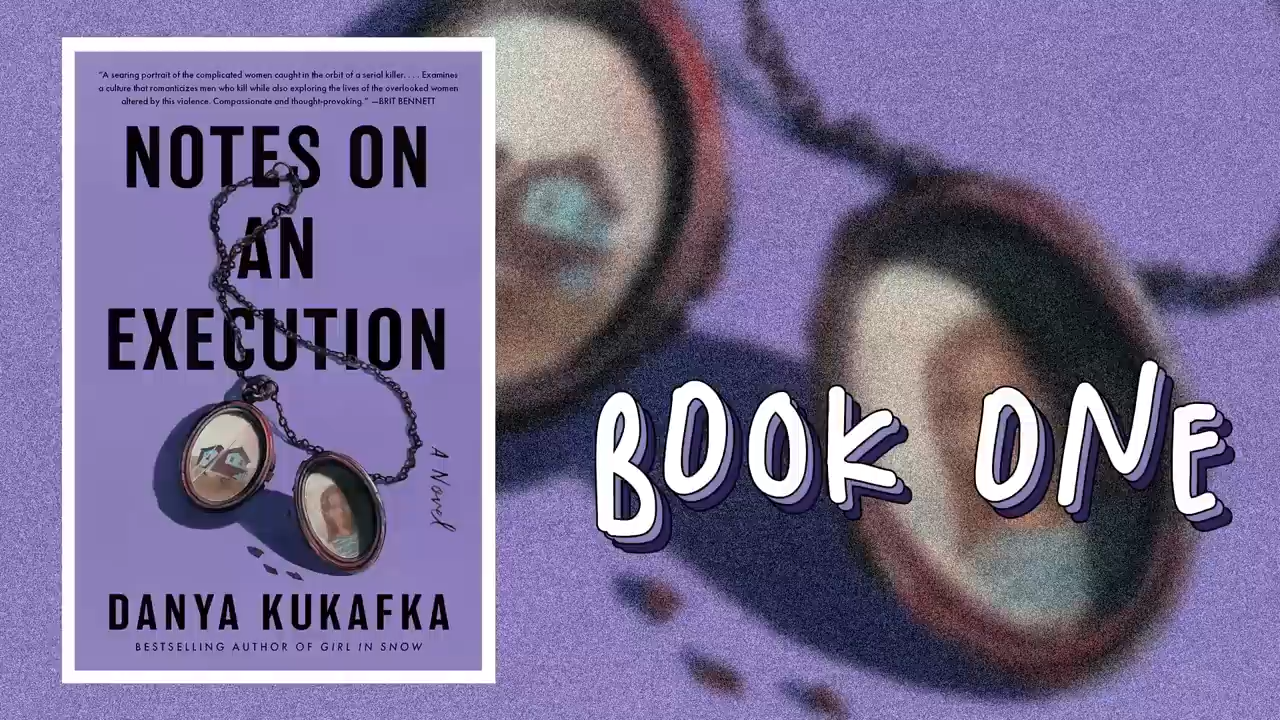 "A searing portrait of the complicated women caught in the orbit of a serial killer. . . . Examines
a culture that romanticizes men who kill while also exploring the lives of the overlooked women
altered by this violence. Compassionate and thought-provoking." —BRIT BENNETT
NOTES ON
AN
EXECUTION
A Novel
DANYA KUKAFKA
BESTSELLING AUTHOR OF GIRL IN SNOW
BOOK ONE